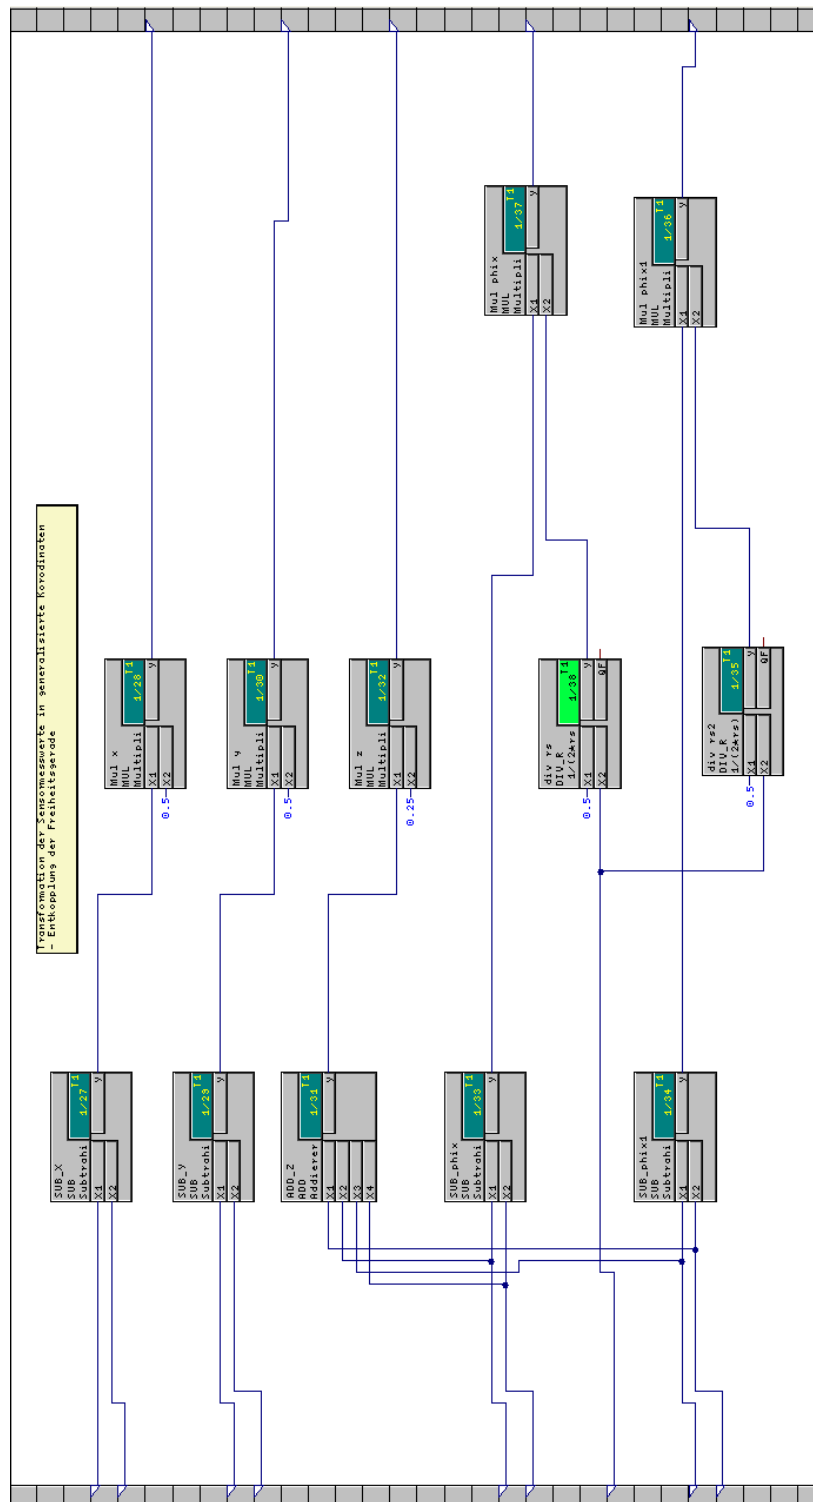 Transformation der Sensormesswerte in generalisierte Korodinaten
- Entkopplung der Freiheitsgerade
SUB_X
SUB
Subtrahi
T1
1/27
X1
X2
y
Mul x
MUL
Multipli
T1
1/28
X1
X2
y
0.5
SUB_y
SUB
Subtrahi
T1
1/29
X1
X2
y
Mul y
MUL
Multipli
T1
1/30
X1
X2
y
0.5
ADD_Z
ADD
Addierer
T1
1/31
X1
X2
X3
X4
y
Mul z
MUL
Multipli
T1
1/32
X1
X2
y
0.25
SUB_phix
SUB
Subtrahi
T1
1/33
X1
X2
y
div rs
DIV_R
1/(2*rs
T1
1/38
X1
X2
y
QF
0.5
Mul phix
MUL
Multipli
T1
1/37
X1
X2
y
SUB_phix1
SUB
Subtrahi
T1
1/34
X1
X2
y
div rs2
DIV_R
1/(2*rs)
T1
1/35
X1
X2
y
QF
0.5
Mul phix1
MUL
Multipli
T1
1/36
X1
X2
y